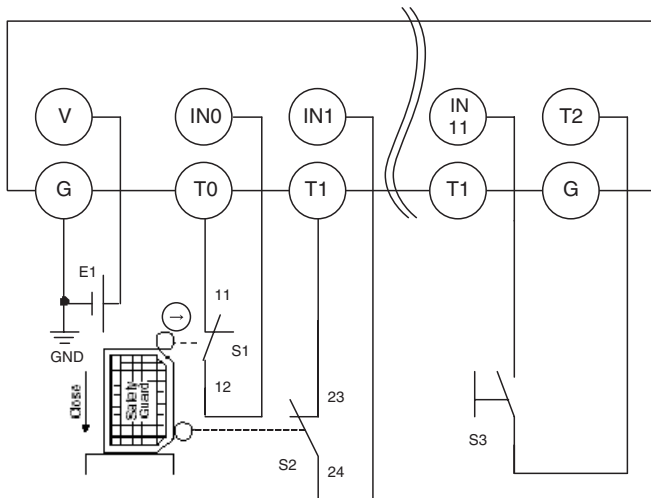 V
IN0
IN1
IN
11
T2
G
T0
T1
T1
G
E1
GND
→
11
S1
12
Close
Safety
Guard
23
S2
24
S3